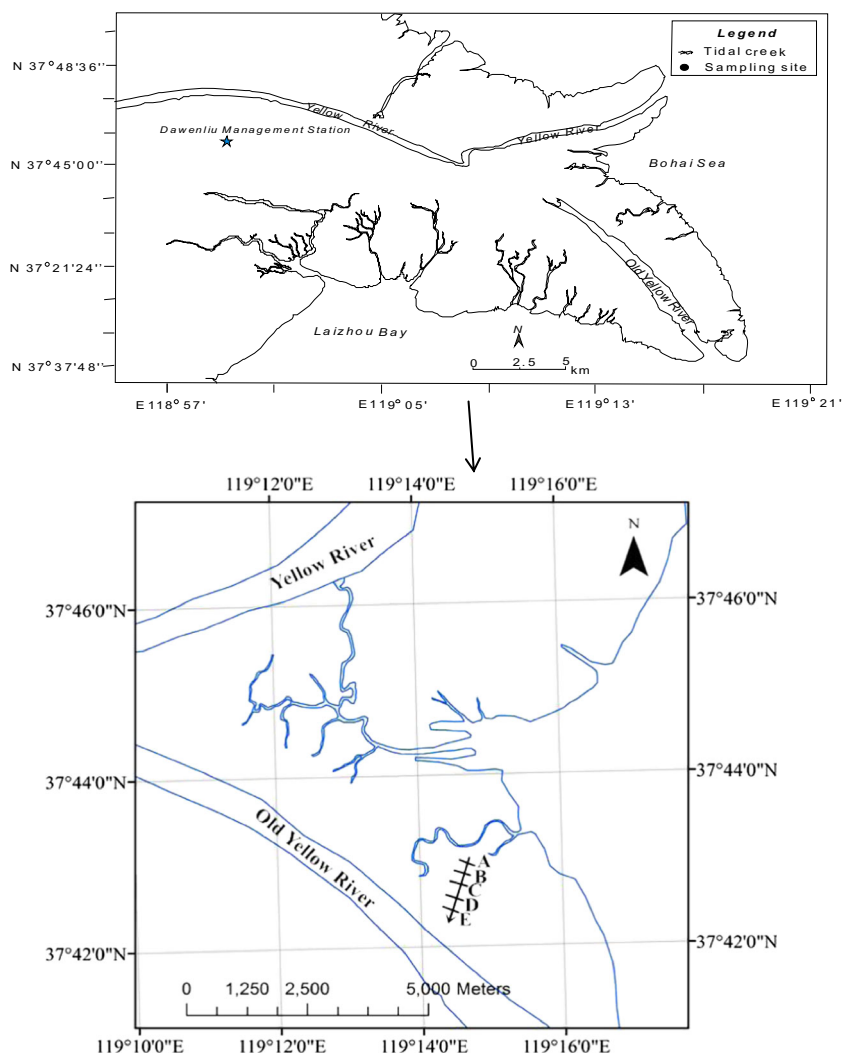 Legend
Tidal creek
Sampling site
N 37°48'36"
N 37°45'00''
N 37°21'24''
N 37°37'48''
Yellow River
Yellow River
Dawenliu Management Station
Bohai Sea
Old Yellow River
Laizhou Bay
N
0 2.5 5
km
E118°57'
E119°05'
E119°13'
E119°21'
119°12'0"E 119°14'0"E 119°16'0"E
N
Yellow River
37°46'0"N 37°46'0"N
37°44'0"N 37°44'0"N
Old Yellow River
A
B
C
D
E
37°42'0"N 37°42'0"N
0 1,250 2,500 5,000 Meters
119°10'0"E 119°12'0"E 119°14'0"E 119°16'0"E